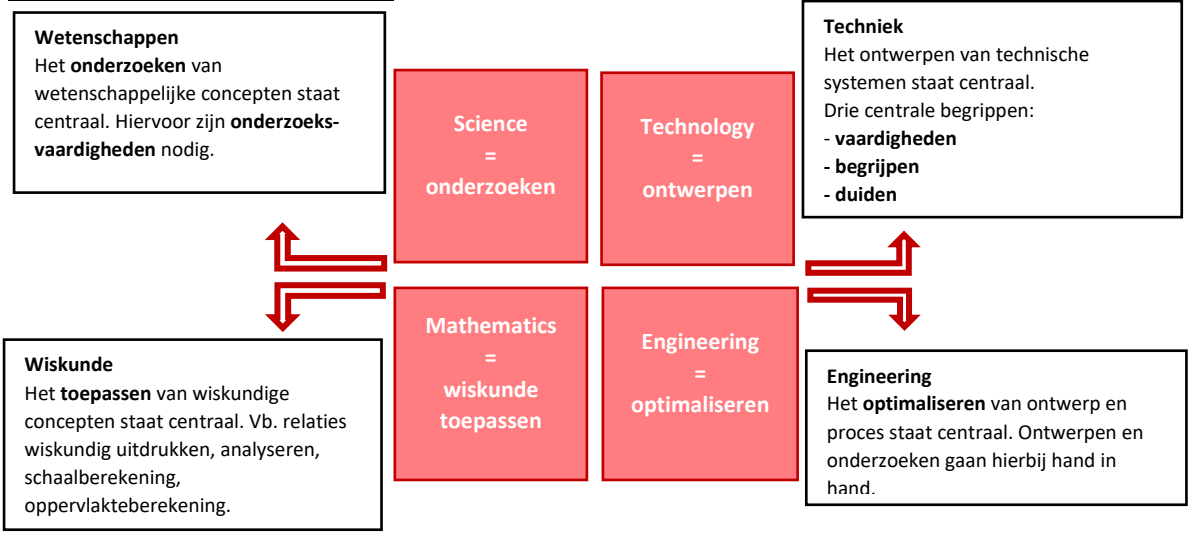 Wetenschappen
Het onderzoeken van
wetenschappelijke concepten staat
centraal. Hiervoor zijn onderzoeks-
vaardigheden nodig.
Science
=
onderzoeken
Technology
=
ontwerpen
Techniek
Het ontwerpen van technische
systemen staat centraal.
Drie centrale begrippen:
- vaardigheden
- begrijpen
- duiden
Wiskunde
Het toepassen van wiskundige
concepten staat centraal. Vb. relaties
wiskundig uitdrukken, analyseren,
schaalberekening,
oppervlakteberekening.
Mathematics
=
wiskunde
toepassen
Engineering
=
optimaliseren
Engineering
Het optimaliseren van ontwerp en
proces staat centraal. Ontwerpen en
onderzoeken gaan hierbij hand in
hand.